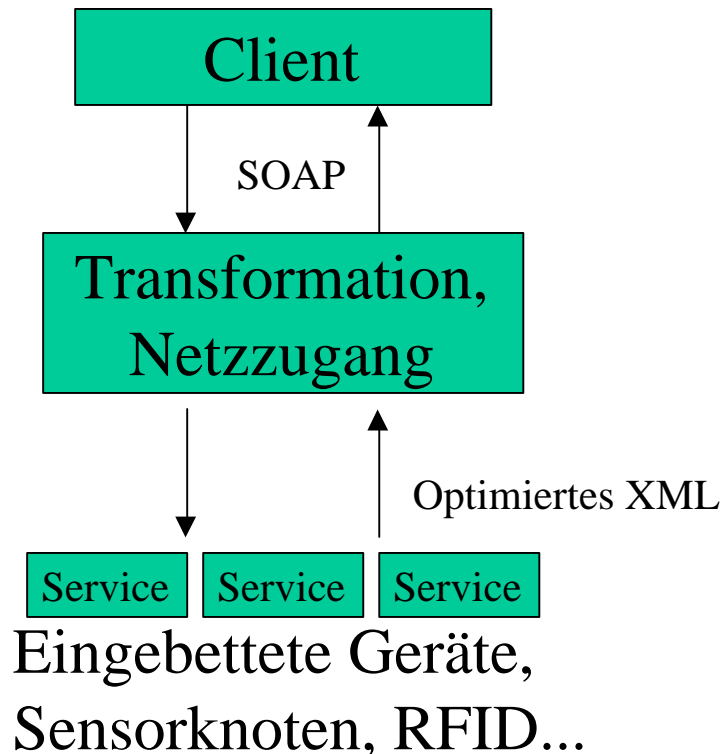 Client
SOAP
Transformation,
Netzzugang
Optimiertes XML
Service Service Service
Eingebettete Geräte,
Sensorknoten, RFID...